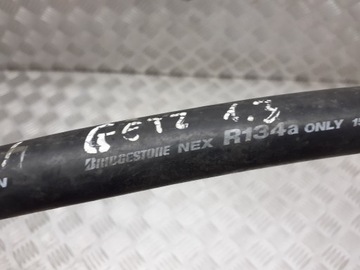 GETZ 1.3
BRIDGESTONE NEX R134a ONLY